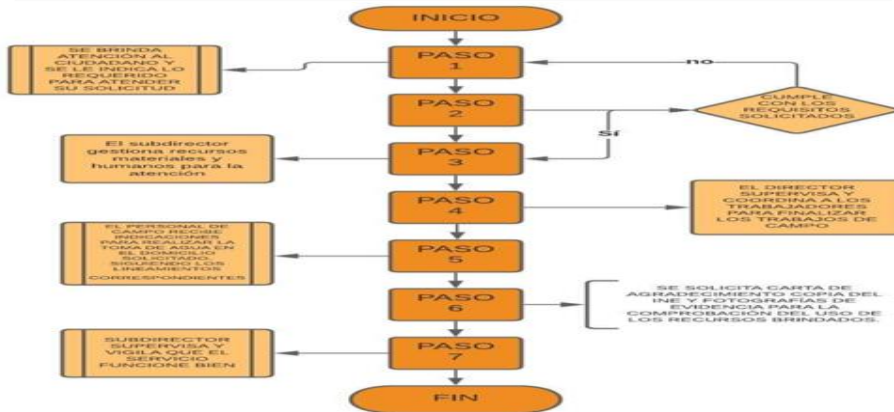 INICIO
SE BRINDA
ATENCIÓN AL
CIUDADANO Y
SE LE INDICA LO
REQUERIDO
PARA ATENDER
SU SOLICITUD
PASO
1
no
PASO
2
CUMPLE
CON LOS
REQUISITOS
SOLICITADOS
Sí
El subdirector
gestiona recursos
materiales y
humanos para la
atención
PASO
3
PASO
4
EL DIRECTOR
SUPERVISA Y
COORDINA A LOS
TRABAJADORES
PARA FINALIZAR
LOS TRABAJOS DE
CAMPO
EL PERSONAL DE
CAMPO RECIBE
INDICACIONES
PARA REALIZAR LA
TOMA DE AGUA EN
EL DOMICILIO
SOLICITADO,
SIGUIENDO LOS
LINEAMIENTOS
CORRESPONDIENTES
PASO
5
PASO
6
SE SOLICITA CARTA DE
AGRADECIMIENTO COPIA DEL
INE Y FOTOGRAFÍAS DE
EVIDENCIA PARA LA
COMPROBACIÓN DEL USO DE
LOS RECURSOS BRINDADOS.
SUBDIRECTOR
SUPERVISA Y
VIGILA QUE EL
SERVICIO
FUNCIONE BIEN
PASO
7
FIN